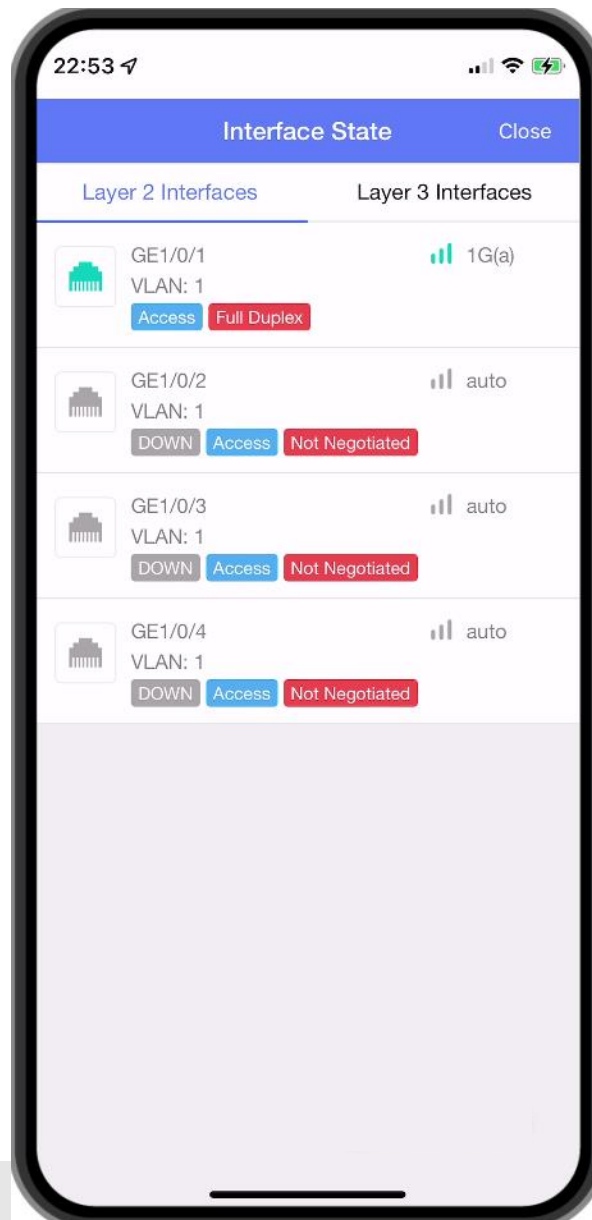 22:53
Interface State Close
Layer 2 Interfaces Layer 3 Interfaces
GE1/0/1 1G(a)
VLAN: 1
Access Full Duplex
GE1/0/2 auto
VLAN: 1
DOWN Access Not Negotiated
GE1/0/3 auto
VLAN: 1
DOWN Access Not Negotiated
GE1/0/4 auto
VLAN: 1
DOWN Access Not Negotiated